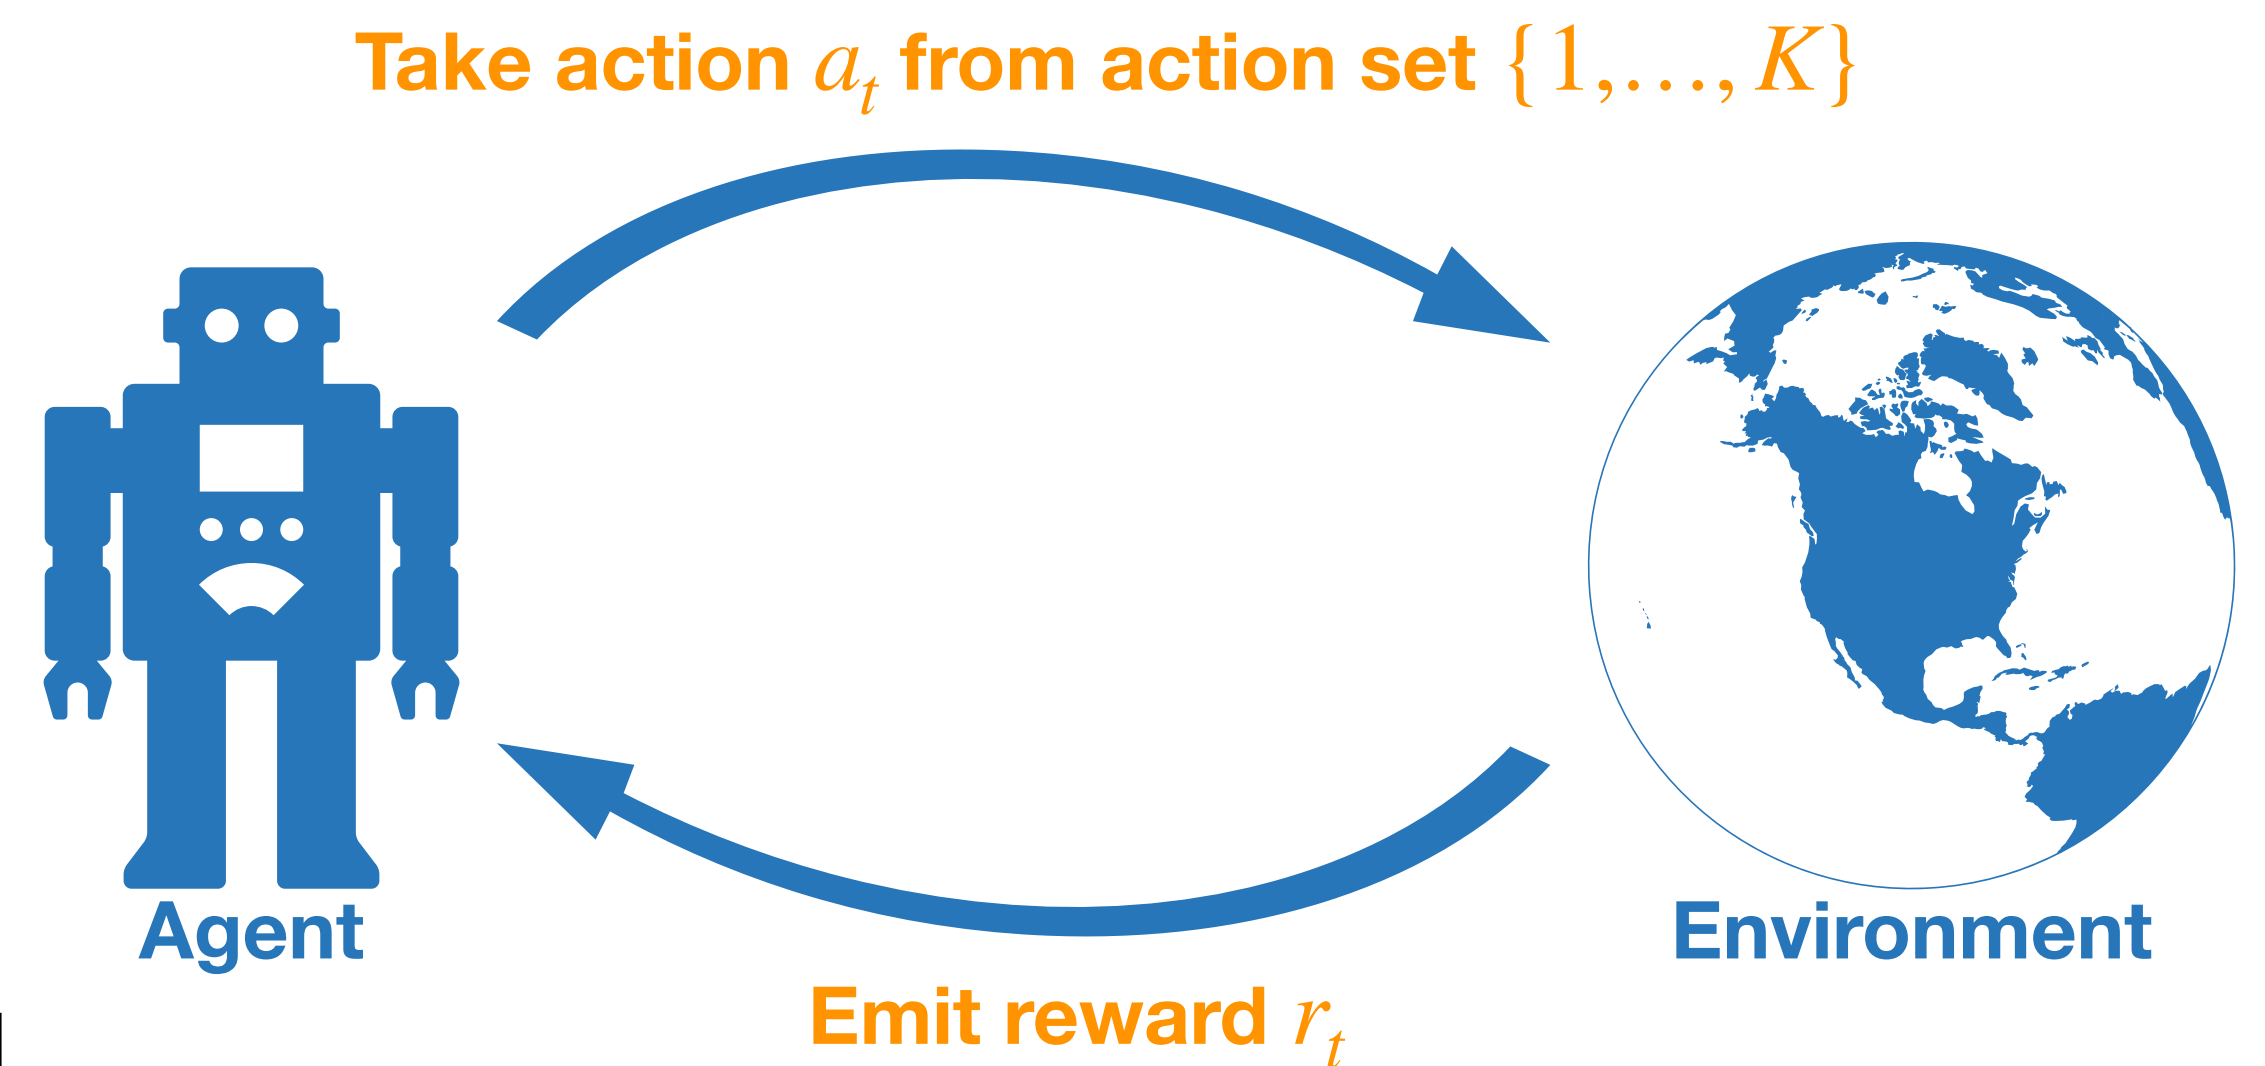 Take action a_t from action set {1,…, K}
Agent
Environment
Emit reward r_t